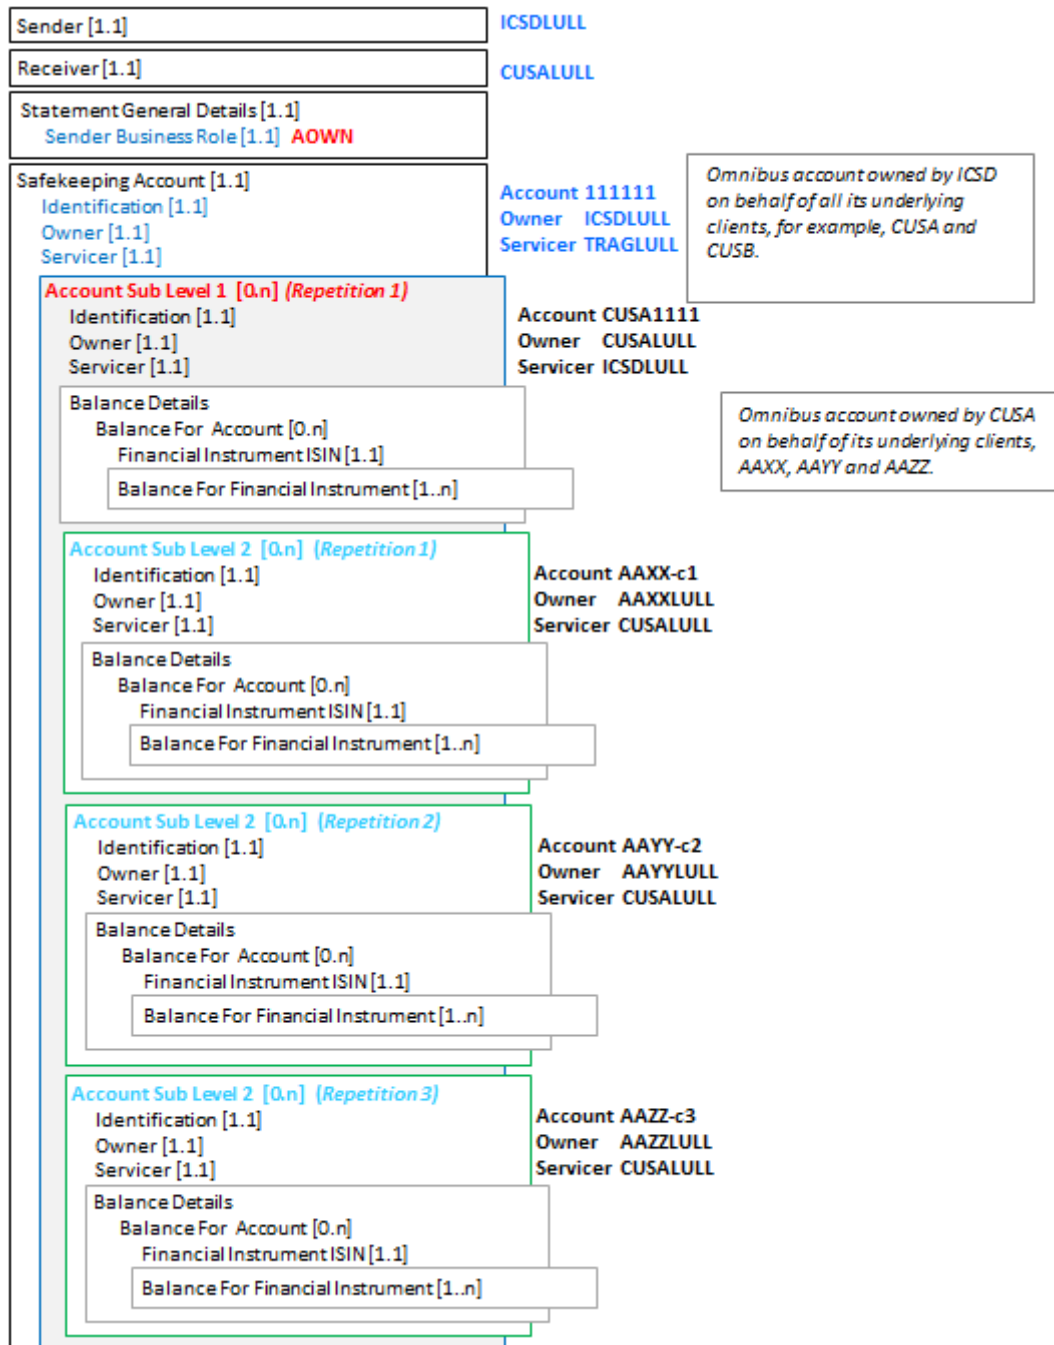 Sender [1.1]
ICSDLULL
Receiver [1.1]
CUSALULL
Statement General Details [1.1]
Sender Business Role [1.1] AOWN
Safekeeping Account [1.1]
Identification [1.1]
Owner [1.1]
Servicer [1.1]
Account 111111
Owner ICSDLULL
Servicer TRAGLULL
Omnibus account owned by ICSD
on behalf of all its underlying
clients, for example, CUSA and
CUSB.
Account Sub Level 1 [0.n] (Repetition 1)
Identification [1.1]
Owner [1.1]
Servicer [1.1]
Account CUSA1111
Owner CUSALULL
Servicer ICSDLULL
Balance Details
Balance For Account [0.n]
Financial Instrument ISIN [1.1]
Balance For Financial Instrument [1..n]
Omnibus account owned by CUSA
on behalf of its underlying clients,
AAXX, AAYY and AAZZ.
Account Sub Level 2 [0.n] (Repetition 1)
Identification [1.1]
Owner [1.1]
Servicer [1.1]
Account AAXX-c1
Owner AAXXLULL
Servicer CUSALULL
Balance Details
Balance For Account [0.n]
Financial Instrument ISIN [1.1]
Balance For Financial Instrument [1..n]
Account Sub Level 2 [0.n] (Repetition 2)
Identification [1.1]
Owner [1.1]
Servicer [1.1]
Account AAYY-c2
Owner AAYYLULL
Servicer CUSALULL
Balance Details
Balance For Account [0.n]
Financial Instrument ISIN [1.1]
Balance For Financial Instrument [1..n]
Account Sub Level 2 [0.n] (Repetition 3)
Identification [1.1]
Owner [1.1]
Servicer [1.1]
Account AAZZ-c3
Owner AAZZLULL
Servicer CUSALULL
Balance Details
Balance For Account [0.n]
Financial Instrument ISIN [1.1]
Balance For Financial Instrument [1..n]